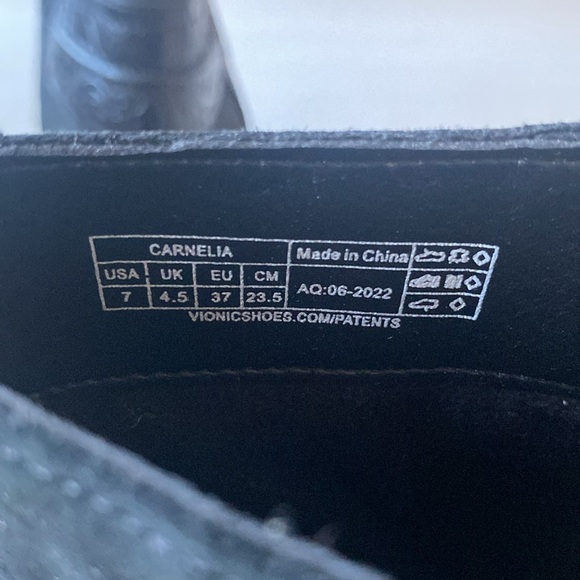 CARNELIA Made in China
USA UK EU CM
7 4.5 37 23.5 AQ:06-2022
VIONICSHOES.COM/PATENTS